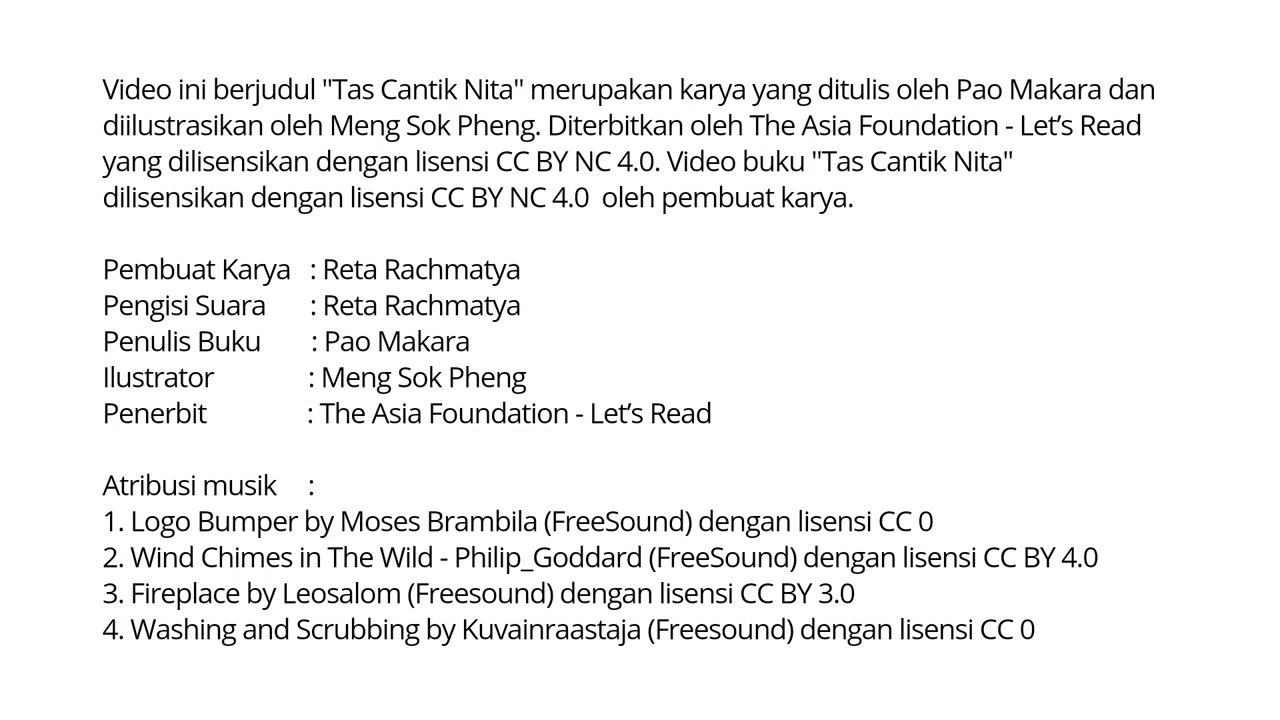 Video ini berjudul "Tas Cantik Nita" merupakan karya yang ditulis oleh Pao Makara dan
diilustrasikan oleh Meng Sok Pheng. Diterbitkan oleh The Asia Foundation - Let’s Read
yang dilisensikan dengan lisensi CC BY NC 4.0. Video buku "Tas Cantik Nita"
dilisensikan dengan lisensi CC BY NC 4.0 oleh pembuat karya.
Pembuat Karya : Reta Rachmatya
Pengisi Suara : Reta Rachmatya
Penulis Buku : Pao Makara
Ilustrator : Meng Sok Pheng
Penerbit : The Asia Foundation - Let’s Read
Atribusi musik :
1. Logo Bumper by Moses Brambila (FreeSound) dengan lisensi CC 0
2. Wind Chimes in The Wild - Philip_Goddard (FreeSound) dengan lisensi CC BY 4.0
3. Fireplace by Leosalom (Freesound) dengan lisensi CC BY 3.0
4. Washing and Scrubbing by Kuvainraastaja (Freesound) dengan lisensi CC 0